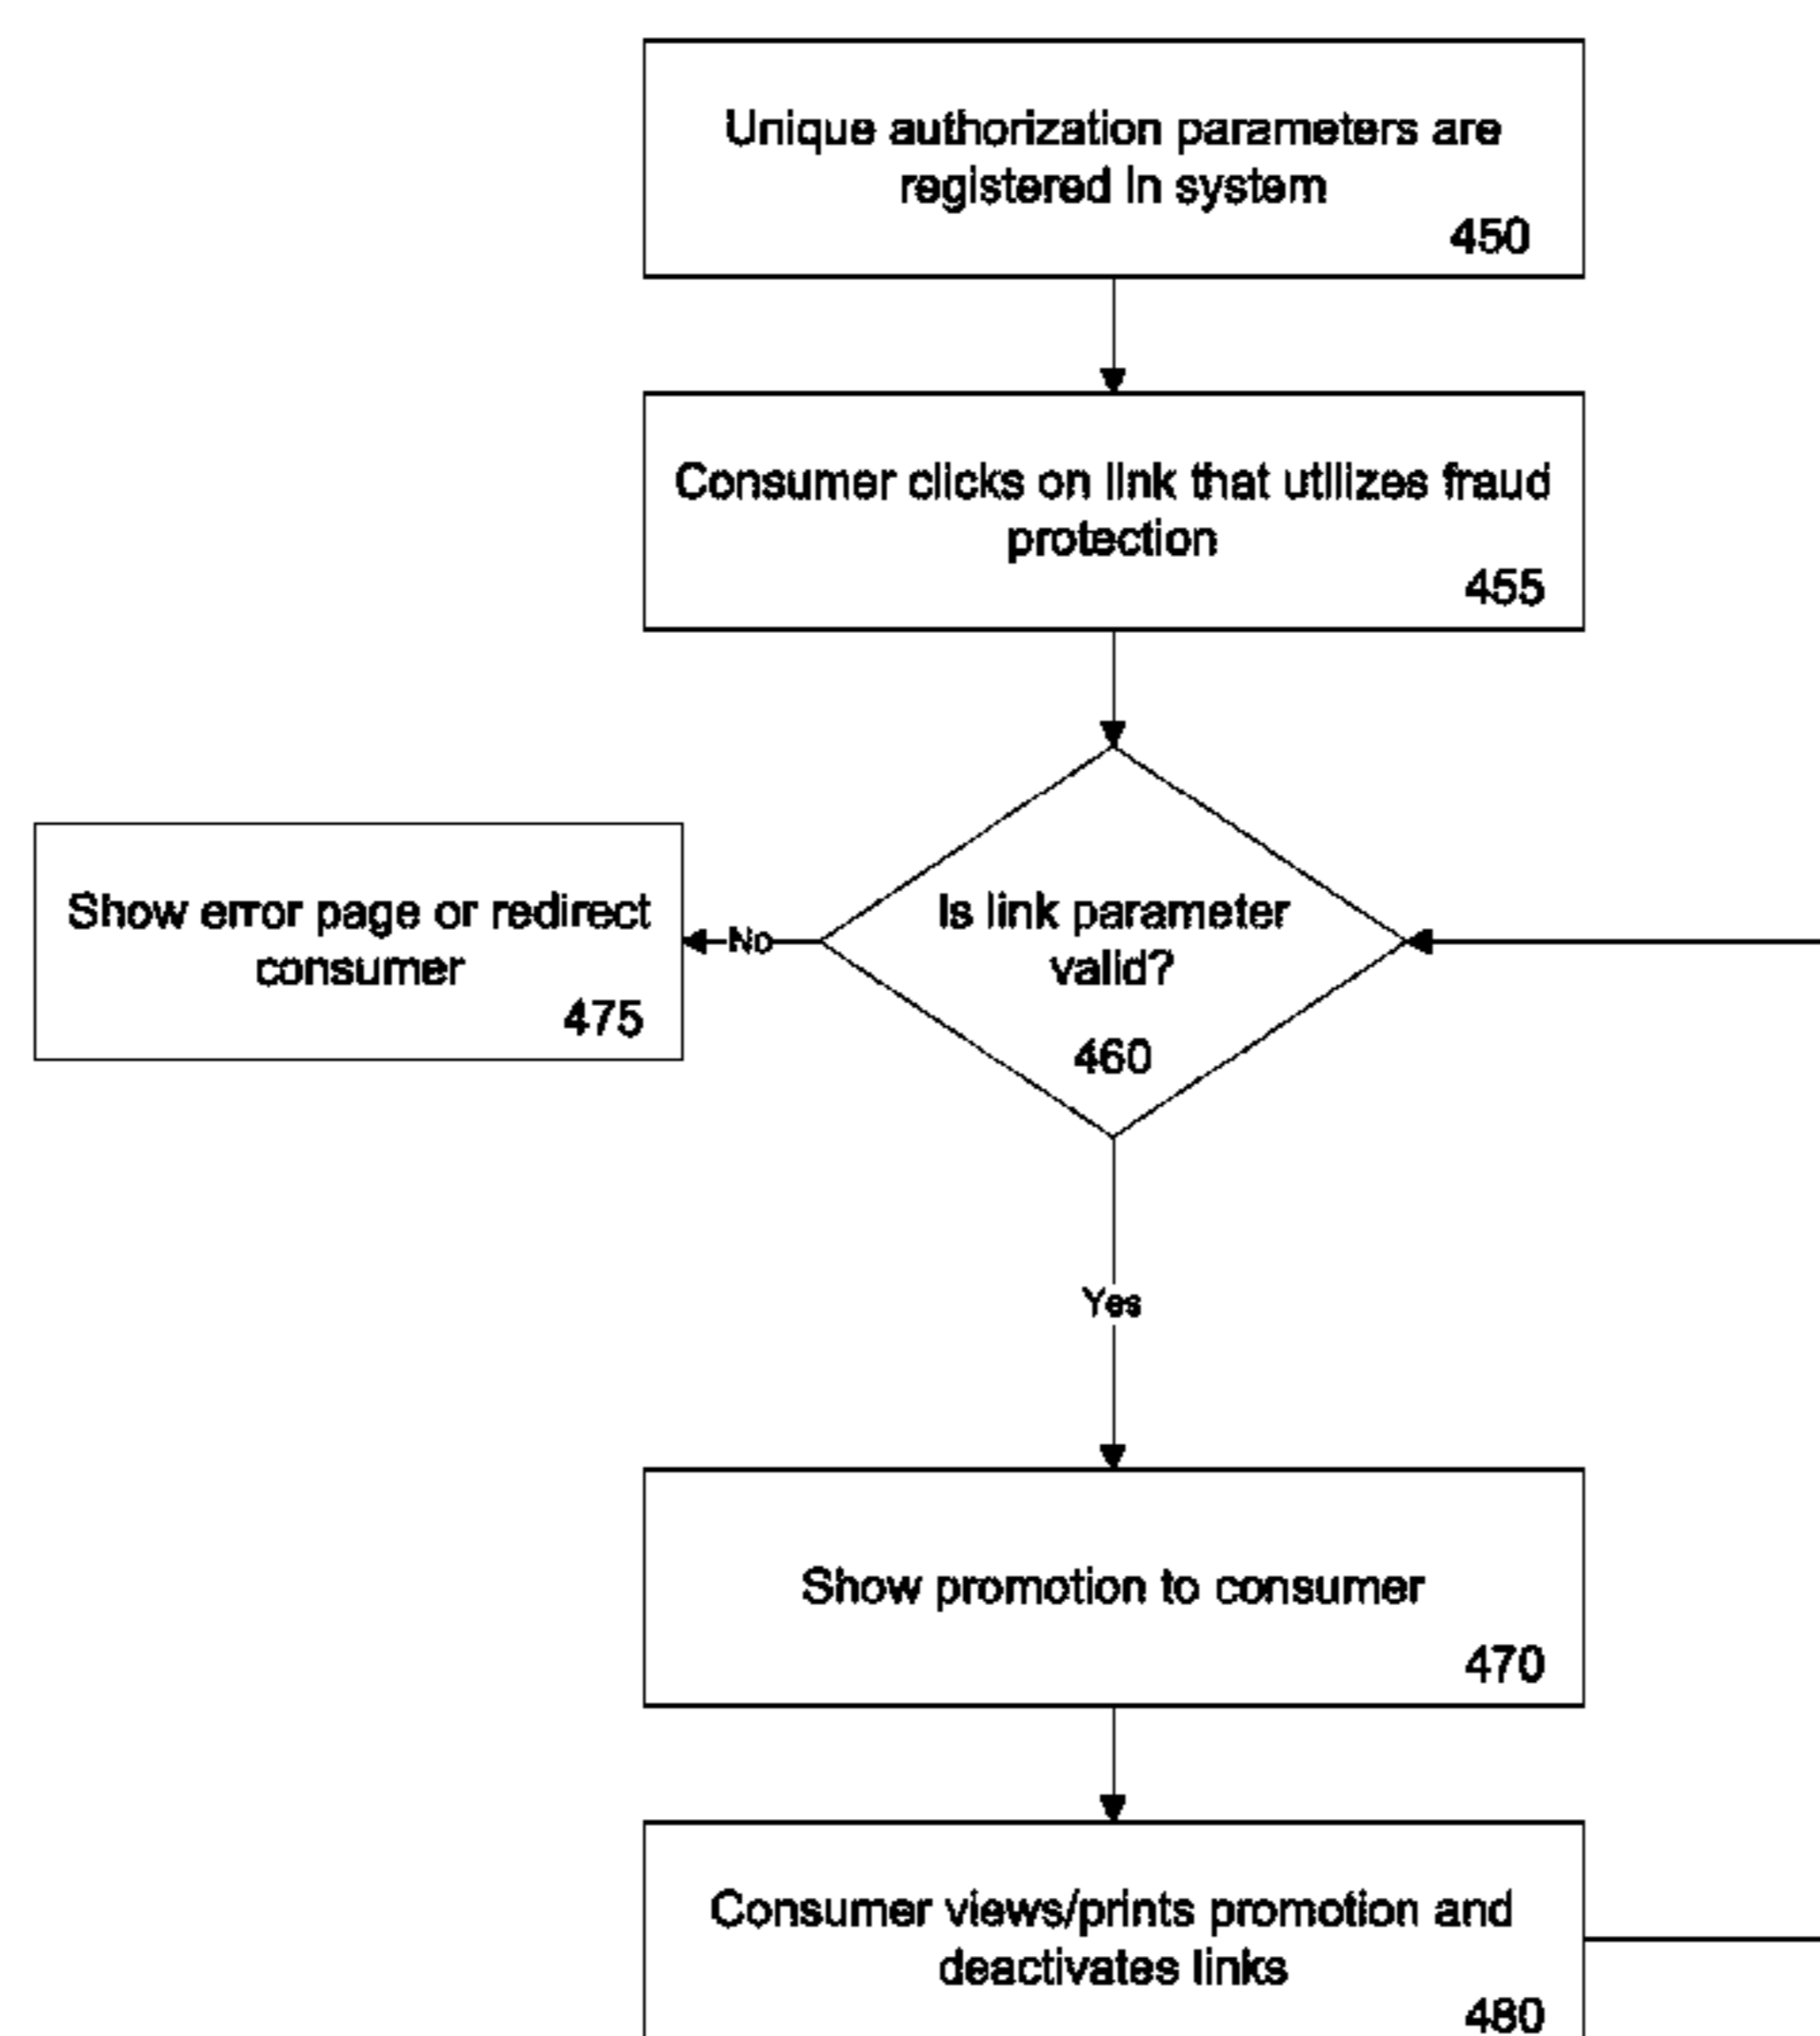 Unique authorization parameters are
registered in system
450
Consumer clicks on link that utilizes fraud
protection
455
Show error page or redirect
consumer
475
No
Is link parameter
valid?
460
Yes
Show promotion to consumer
470
Consumer views/prints promotion and
deactivates links
480